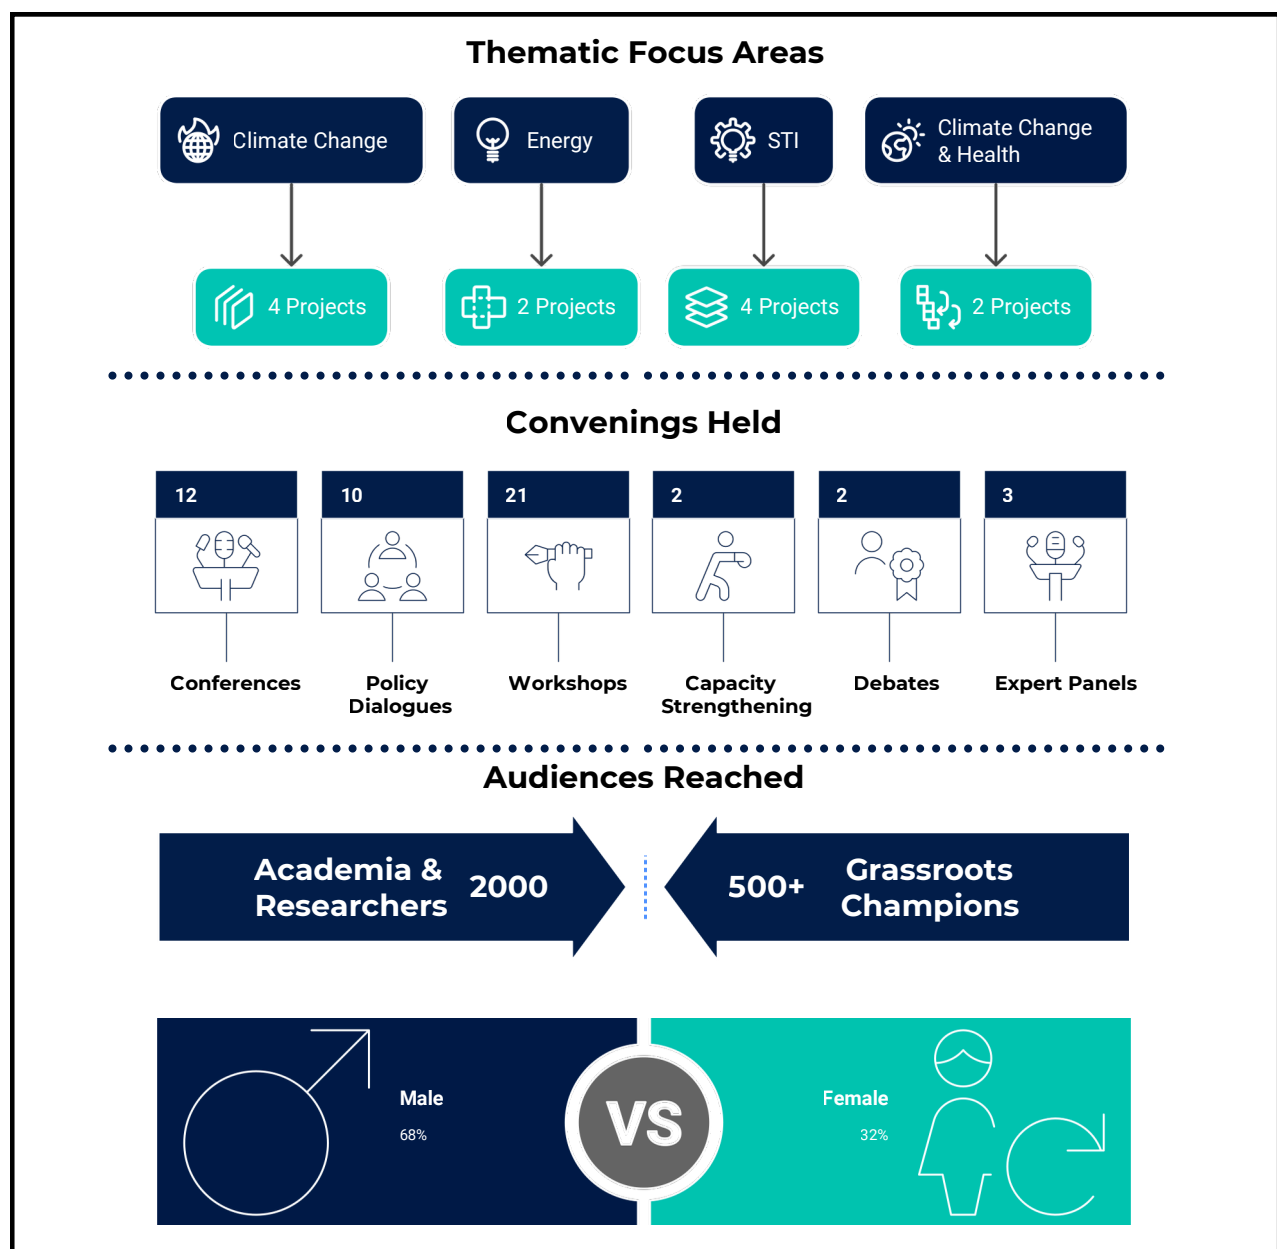 Thematic Focus Areas
Climate Change
Energy
STI
Climate Change
& Health
4 Projects
2 Projects
4 Projects
2 Projects
Convenings Held
12
10
21
2
2
3
Conferences
Policy
Dialogues
Workshops
Capacity
Strengthening
Debates
Expert Panels
Audiences Reached
Academia &
Researchers
2000
500+
Grassroots
Champions
Male
68%
VS
Female
32%